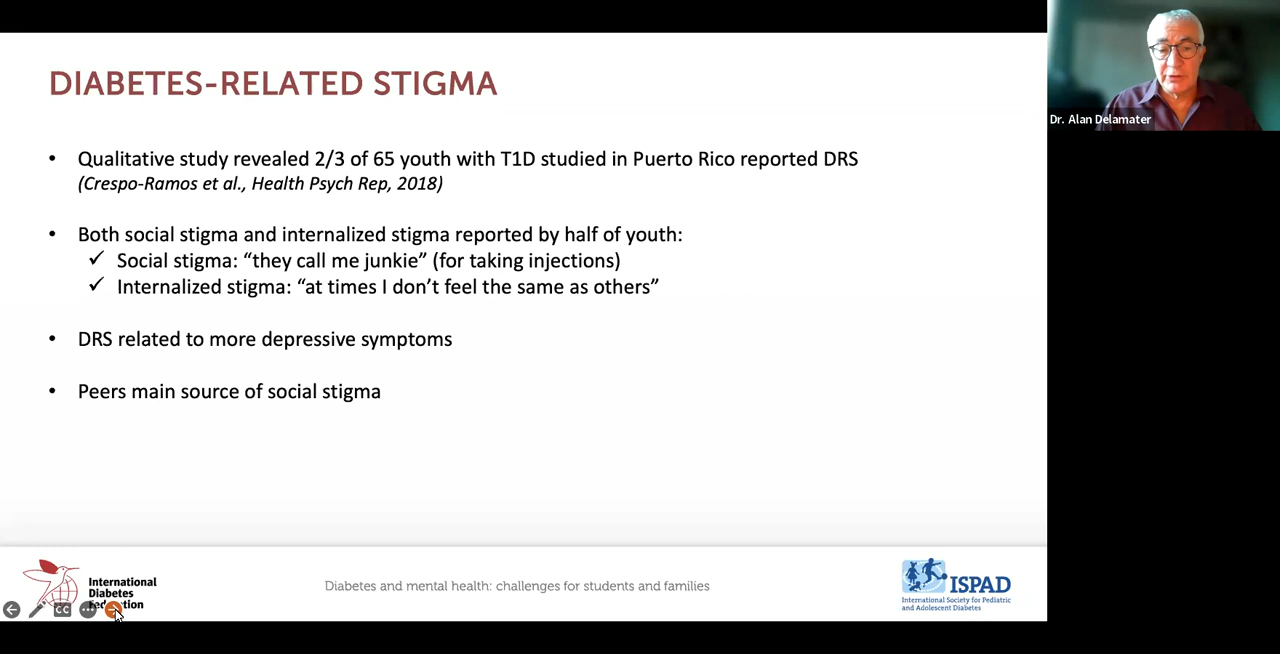 DIABETES-RELATED STIGMA
• Qualitative study revealed 2/3 of 65 youth with T1D studied in Puerto Rico reported DRS
(Crespo-Ramos et al., Health Psych Rep, 2018)
• Both social stigma and internalized stigma reported by half of youth:
✓ Social stigma: “they call me junkie” (for taking injections)
✓ Internalized stigma: “at times I don’t feel the same as others”
• DRS related to more depressive symptoms
• Peers main source of social stigma
Dr. Alan Delamater
International
Diabetes
CC
Diabetes and mental health: challenges for students and families
ISPAD
International Society for Pediatric
and Adolescent Diabetes